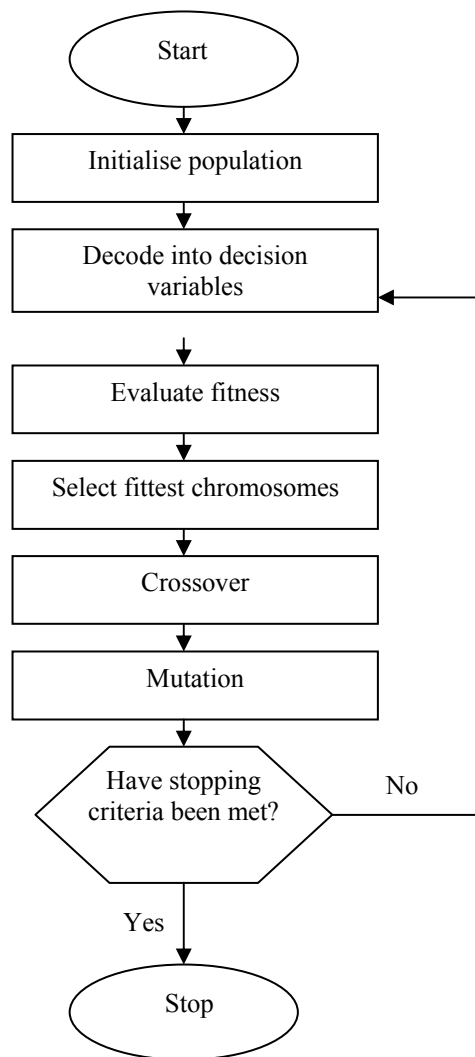 Start
Initialise population
Decode into decision
variables
Evaluate fitness
Select fittest chromosomes
Crossover
Mutation
Have stopping
criteria been met?
No
Yes
Stop